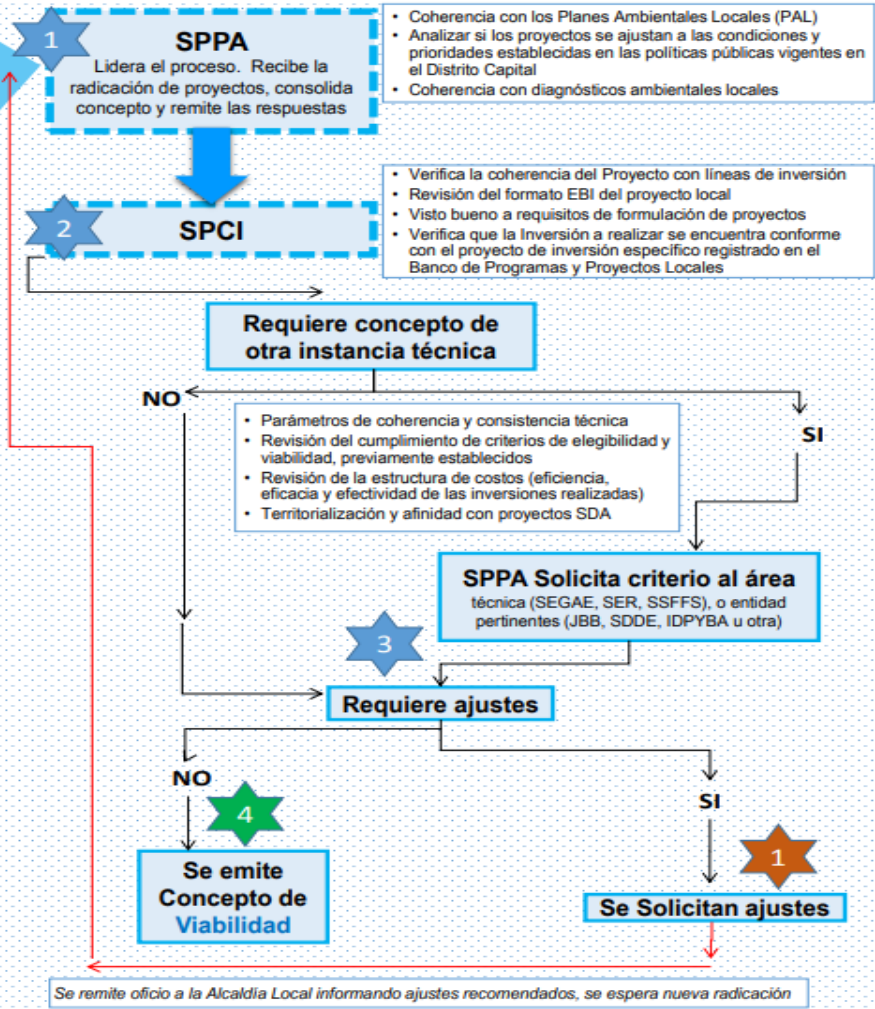 1
SPPA
Lidera el proceso. Recibe la
radicación de proyectos, consolida
concepto y remite las respuestas
• Coherencia con los Planes Ambientales Locales (PAL)
• Analizar si los proyectos se ajustan a las condiciones y
prioridades establecidas en las políticas públicas vigentes en
el Distrito Capital
• Coherencia con diagnósticos ambientales locales
2
SPCI
• Verifica la coherencia del Proyecto con líneas de inversión
• Revisión del formato EBI del proyecto local
• Visto bueno a requisitos de formulación de proyectos
• Verifica que la Inversión a realizar se encuentra conforme
con el proyecto de inversión específico registrado en el
Banco de Programas y Proyectos Locales
Requiere concepto de
otra instancia técnica
NO
SI
• Parámetros de coherencia y consistencia técnica
• Revisión del cumplimiento de criterios de elegibilidad y
viabilidad, previamente establecidos
• Revisión de la estructura de costos (eficiencia,
eficacia y efectividad de las inversiones realizadas)
• Territorialización y afinidad con proyectos SDA
SPPA Solicita criterio al área
técnica (SEGAE, SER, SSFFS), o entidad
pertinentes (JBB, SDDE, IDPYBA u otra)
3
Requiere ajustes
NO
SI
4
Se emite
Concepto de
Viabilidad
1
Se Solicitan ajustes
Se remite oficio a la Alcaldía Local informando ajustes recomendados, se espera nueva radicación